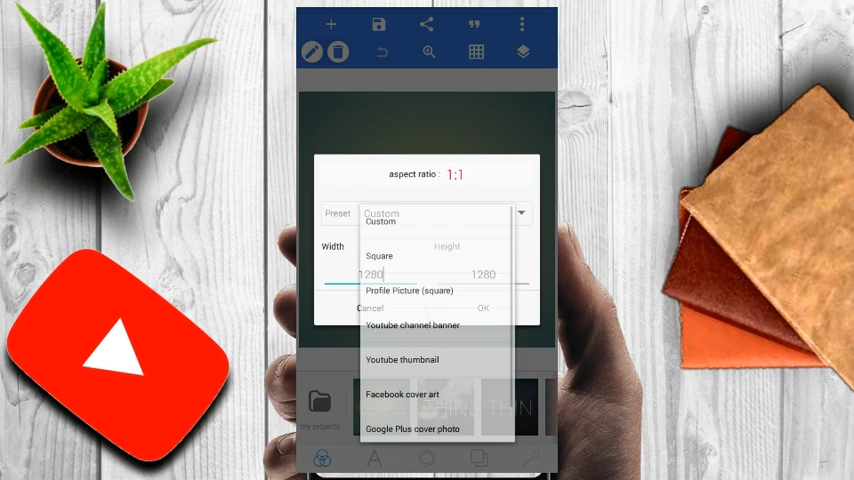 aspect ratio : 1:1
Preset
Custom
Custom
Width
Height
Square
1280
1280
Profile Picture (square)
Cancel
OK
Youtube channel banner
Youtube thumbnail
Facebook cover art
THIN
my projects
Google Plus cover photo